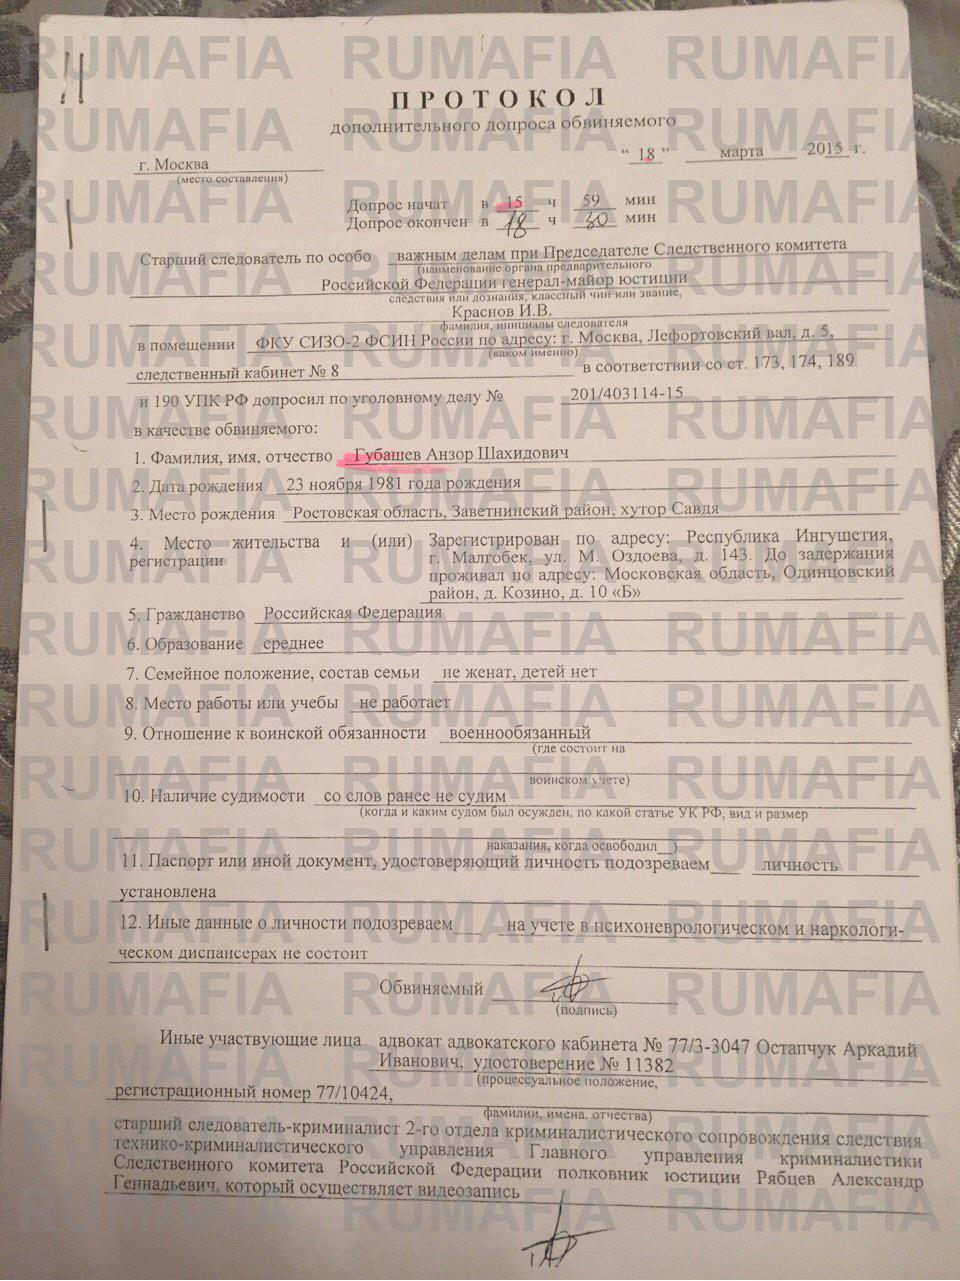 ПРОТОКОЛ
дополнительного допроса обвиняемого
г. Москва
(место составления)
“ 18 ” марта 2015 г.
Допрос начат в 15 ч 59 мин
Допрос окончен в 18 ч 30 мин
Старший следователь по особо важным делам при Председателе Следственного комитета
(наименование органа предварительного
Российской Федерации генерал-майор юстиции
следствия или дознания, классный чин или звание,
Краснов И.В.
фамилия, инициалы следователя
в помещении ФКУ СИЗО-2 ФСИН России по адресу: г. Москва, Лефортовский вал, д. 5,
(каком именно)
следственный кабинет № 8 в соответствии со ст. 173, 174, 189
и 190 УПК РФ допросил по уголовному делу № 201/403114-15
в качестве обвиняемого:
1. Фамилия, имя, отчество Губашев Анзор Шахидович
2. Дата рождения 23 ноября 1981 года рождения
3. Место рождения Ростовская область, Заветнинский район, хутор Савдя
4. Место жительства и (или) Зарегистрирован по адресу: Республика Ингушетия,
регистрации г. Малгобек, ул. М. Оздоева, д. 143. До задержания
проживал по адресу: Московская область, Одинцовский
район, д. Козино, д. 10 «Б»
5. Гражданство Российская Федерация
6. Образование среднее
7. Семейное положение, состав семьи не женат, детей нет
8. Место работы или учебы не работает
9. Отношение к воинской обязанности военнообязанный
(где состоит на
воинском учете)
10. Наличие судимости со слов ранее не судим
(когда и каким судом был осужден, по какой статье УК РФ, вид и размер
наказания, когда освободил__)
11. Паспорт или иной документ, удостоверяющий личность подозреваем___ личность
установлена
12. Иные данные о личности подозреваем___ на учете в психоневрологическом и наркологи-
ческом диспансерах не состоит
Обвиняемый
(подпись)
Иные участвующие лица адвокат адвокатского кабинета № 77/3-3047 Остапчук Аркадий
Иванович, удостоверение № 11382
(процессуальное положение,
регистрационный номер 77/10424,
фамилии, имена, отчества)
старший следователь-криминалист 2-го отдела криминалистического сопровождения следствия
технико-криминалистического управления Главного управления криминалистики
Следственного комитета Российской Федерации полковник юстиции Рябцев Александр
Геннадьевич, который осуществляет видеозапись
RUMAFIA